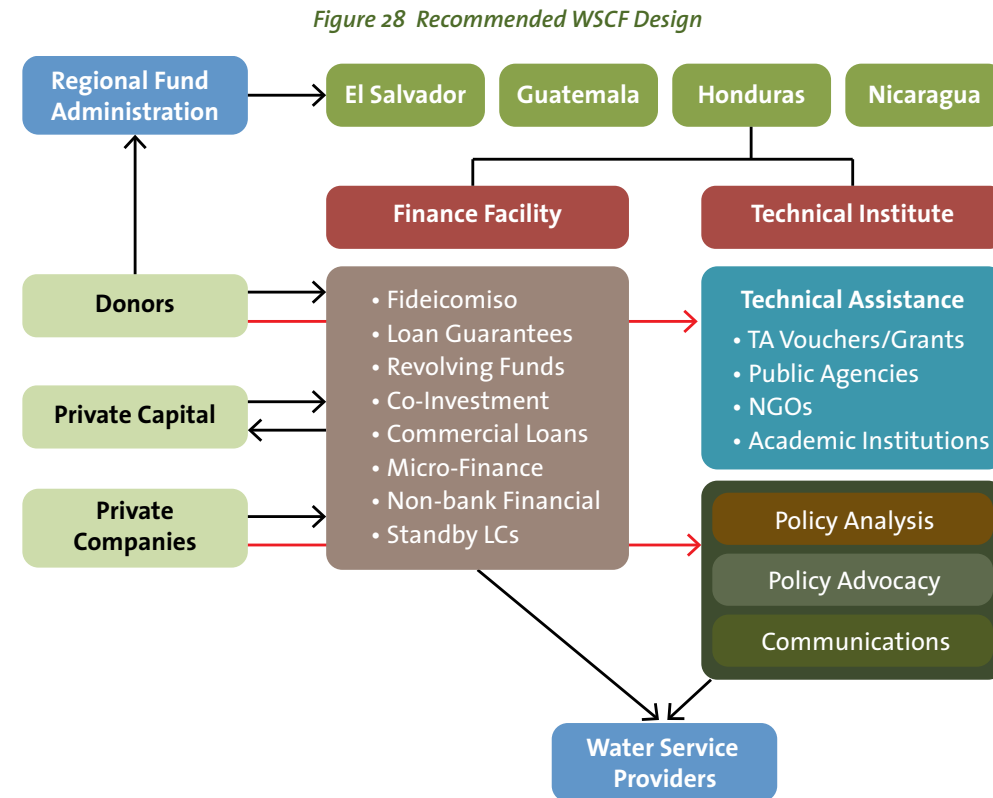 Figure 28 Recommended WSCF Design
Regional Fund
Administration
El Salvador
Guatemala
Honduras
Nicaragua
Finance Facility
Technical Institute
Donors
• Fideicomiso
• Loan Guarantees
• Revolving Funds
• Co-Investment
• Commercial Loans
• Micro-Finance
• Non-bank Financial
• Standby LCs
Technical Assistance
• TA Vouchers/Grants
• Public Agencies
• NGOs
• Academic Institutions
Private Capital
Private
Companies
Policy Analysis
Policy Advocacy
Communications
Water Service
Providers